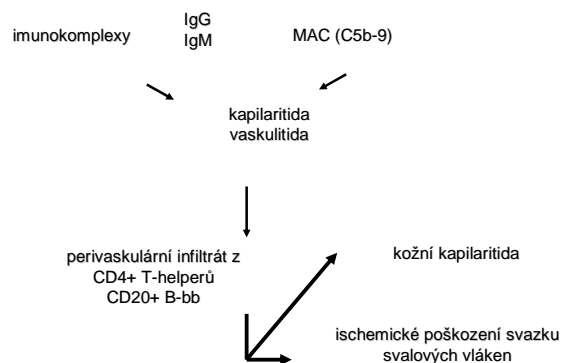 imunokomplexy
IgG
IgM
MAC (C5b-9)
kapilaritida
vaskulitida
perivaskulární infiltrát z
CD4+ T-helperů
CD20+ B-bb
kožní kapilaritida
ischemické poškození svazku
svalových vláken